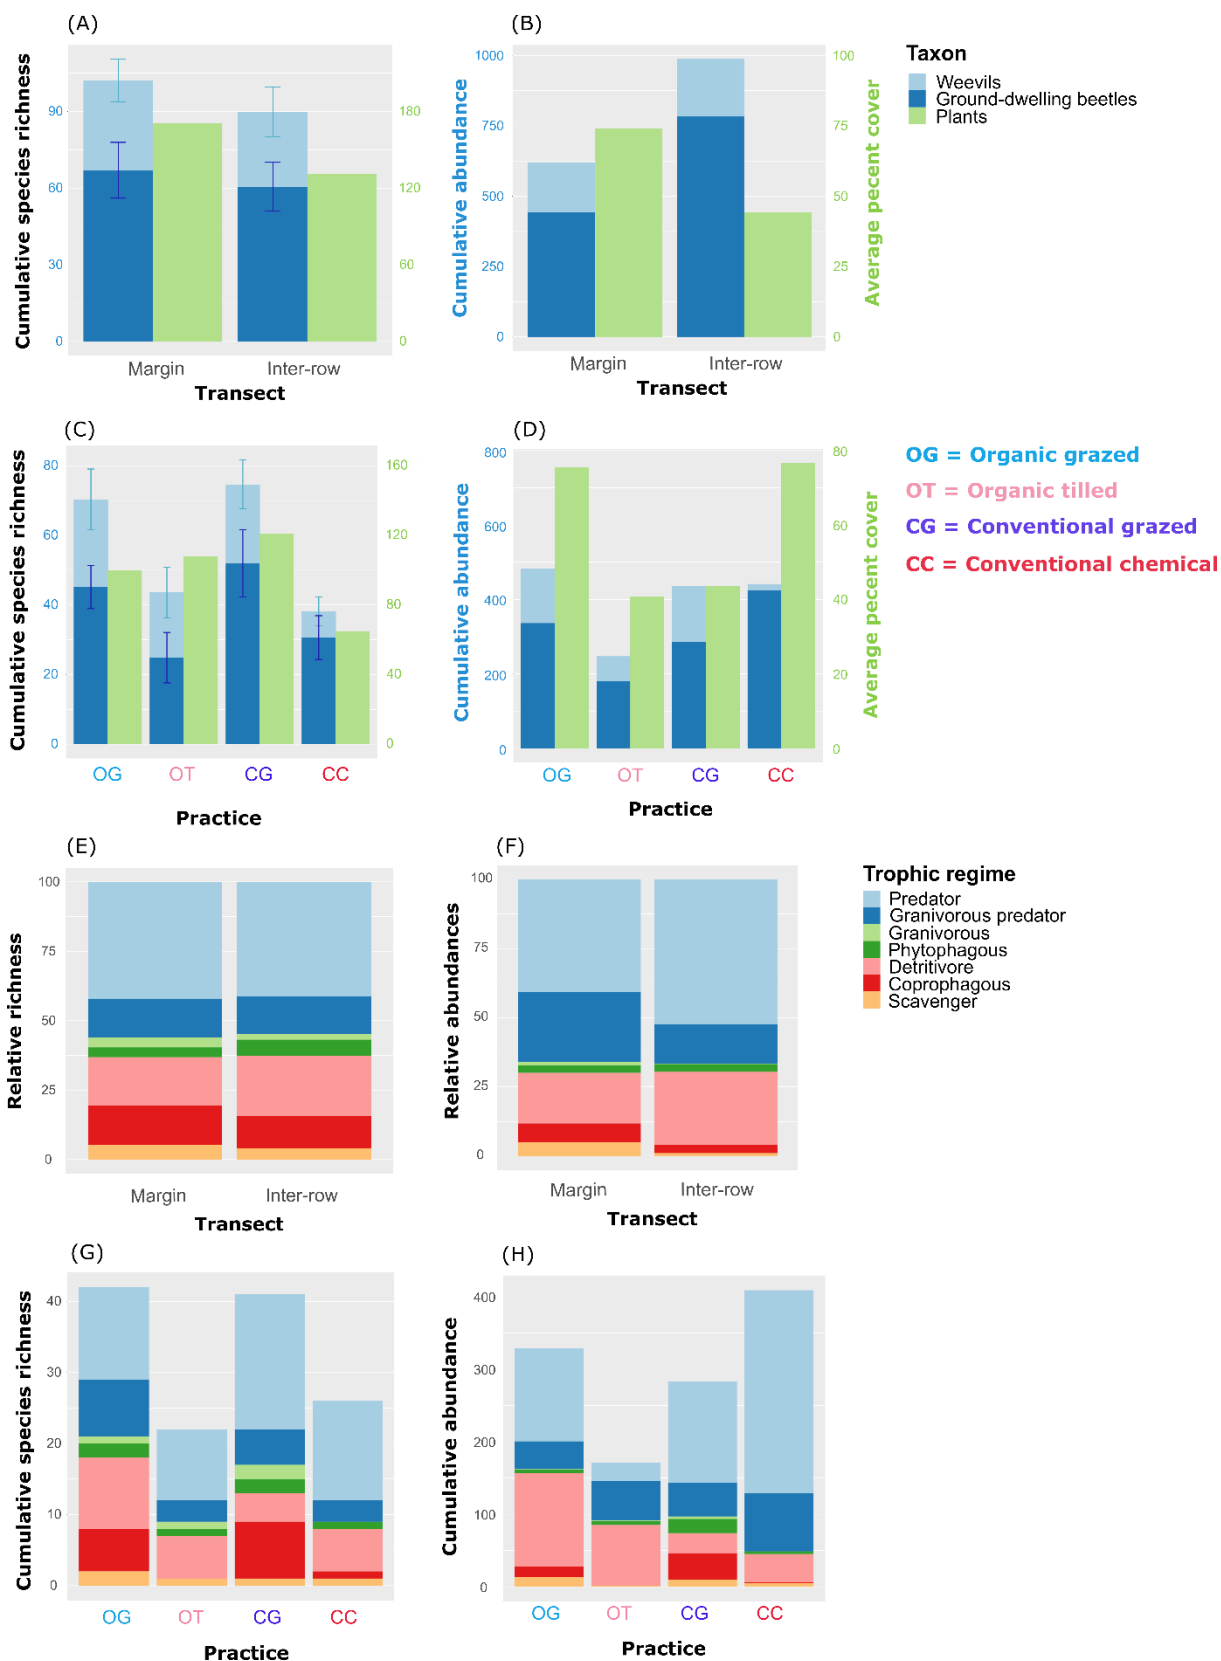 (A)
Cumulative species richness
90
60
30
0
180
120
60
0
Margin
Inter-row
Transect
(B)
Cumulative abundance
1000
750
500
250
0
100
75
50
25
0
Average pecent cover
Margin
Inter-row
Transect
Taxon
Weevils
Ground-dwelling beetles
Plants
(C)
Cumulative species richness
80
60
40
20
0
160
120
80
40
0
OG
OT
CG
CC
Practice
(D)
Cumulative abundance
800
600
400
200
0
80
60
40
20
0
Average pecent cover
OG
OT
CG
CC
Practice
OG = Organic grazed
OT = Organic tilled
CG = Conventional grazed
CC = Conventional chemical
(E)
Relative richness
100
75
50
25
0
Margin
Inter-row
Transect
(F)
Relative abundances
100
75
50
25
0
Margin
Inter-row
Transect
Trophic regime
Predator
Granivorous predator
Granivorous
Phytophagous
Detritivore
Coprophagous
Scavenger
(G)
Cumulative species richness
40
30
20
10
0
OG
OT
CG
CC
Practice
(H)
Cumulative abundance
400
300
200
100
0
OG
OT
CG
CC
Practice